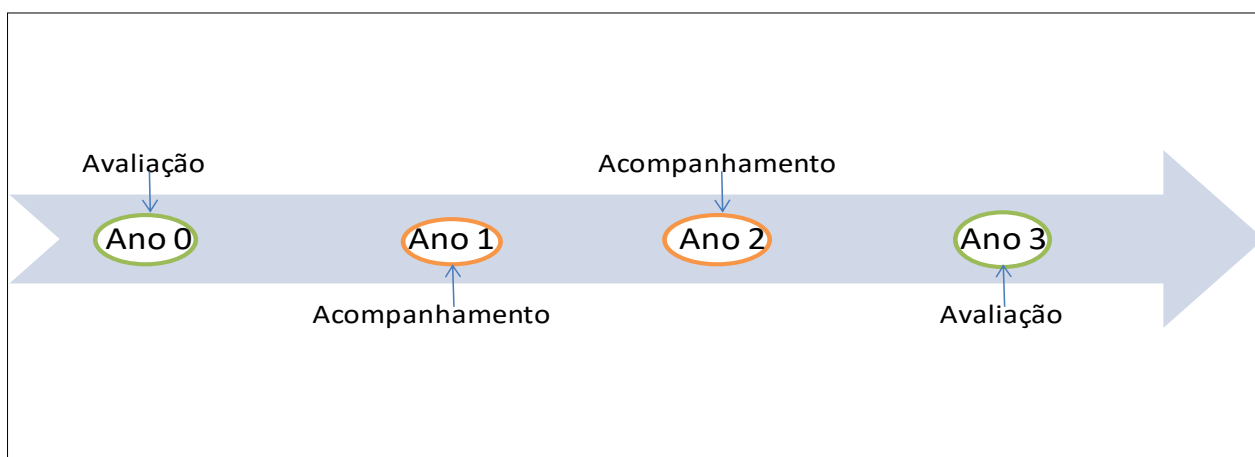 Avaliação
Acompanhamento
Ano 0
Ano 1
Ano 2
Ano 3
Acompanhamento
Avaliação